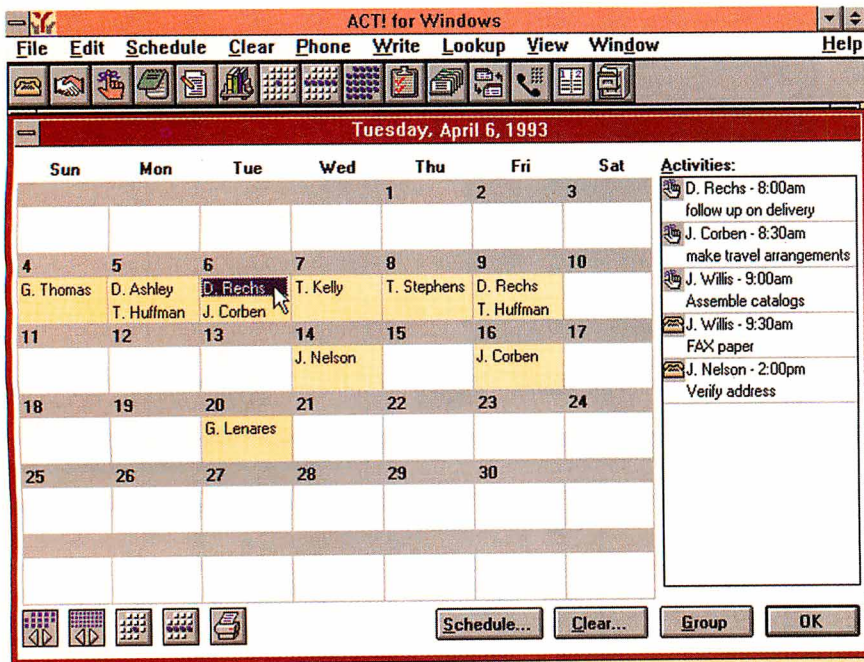 ACT! for Windows
File Edit Schedule Clear Phone Write Lookup View Window Help
Tuesday, April 6, 1993
Sun Mon Tue Wed Thu Fri Sat
1 2 3
4 5 6 7 8 9 10
G. Thomas D. Ashley D. Rechs T. Kelly T. Stephens D. Rechs
T. Huffman J. Corben T. Huffman
11 12 13 14 15 16 17
J. Nelson J. Corben
18 19 20 21 22 23 24
G. Lenares
25 26 27 28 29 30
Activities:
D. Rechs - 8:00am
follow up on delivery
J. Corben - 8:30am
make travel arrangements
J. Willis - 9:00am
Assemble catalogs
J. Willis - 9:30am
FAX paper
J. Nelson - 2:00pm
Verify address
Schedule... Clear... Group OK